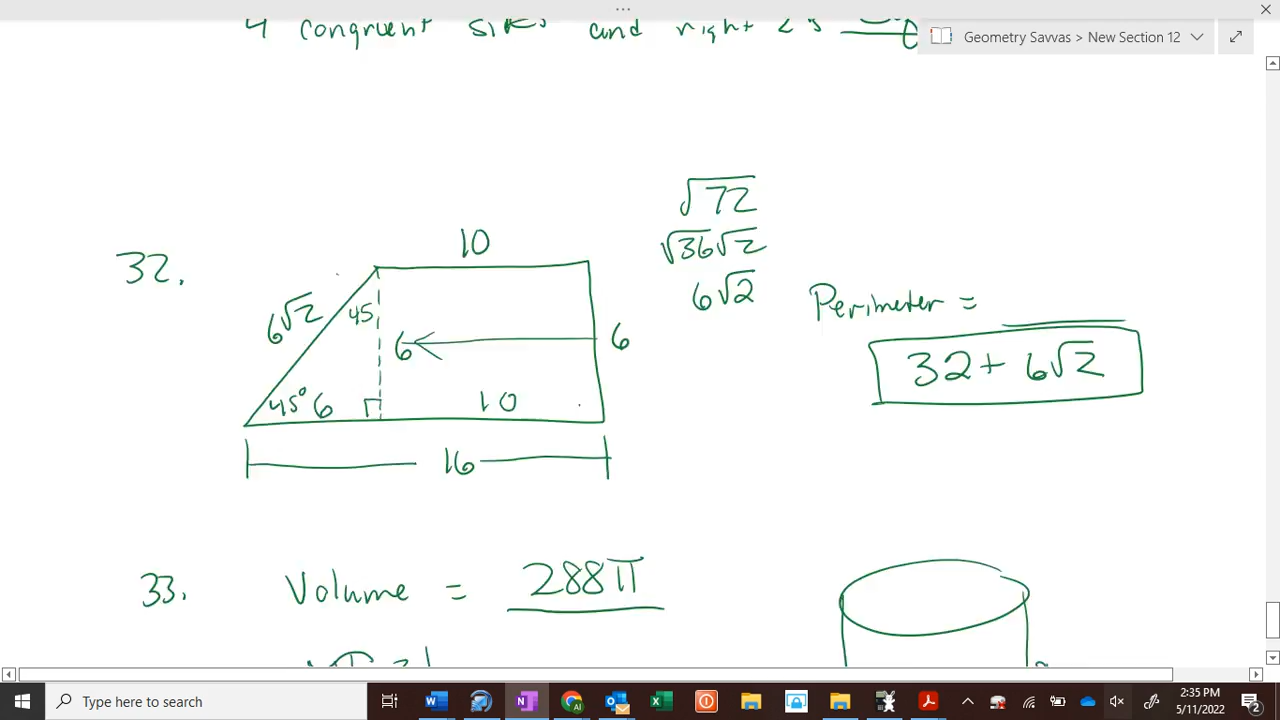 4 congruent sides and right ∠'s
Geometry Savvas > New Section 12
√72
√36√2
6√2
32.
10
6√2
45
6
6
45° 6
10
16
Perimeter =
32 + 6√2
33.
Volume = 288π
Type here to search
2:35 PM
5/11/2022
2